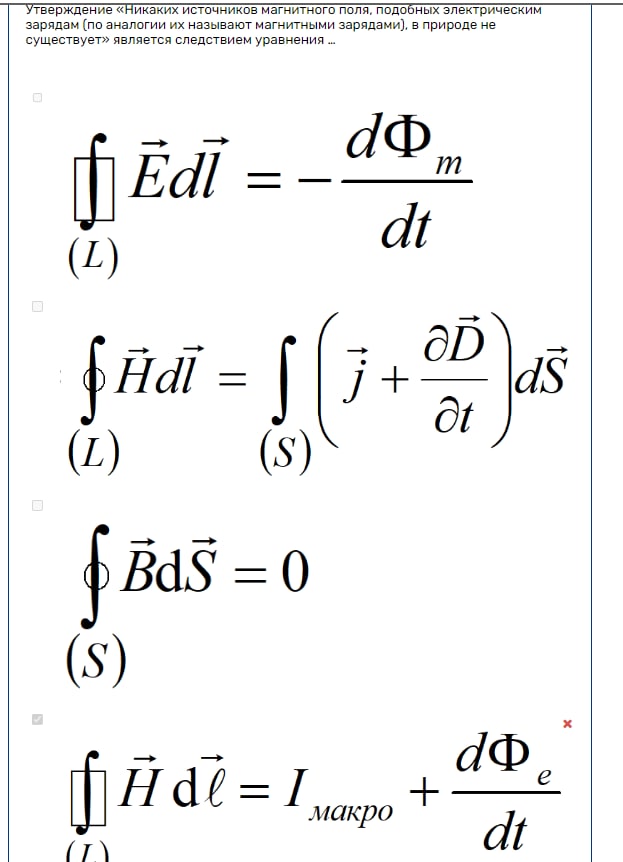 Утверждение «Никаких источников магнитного поля, подобных электрическим
зарядам (по аналогии их называют магнитными зарядами), в природе не
существует» является следствием уравнения ...
∮(L) E⃗dl⃗ = − dΦm/dt
∮(L) H⃗dl⃗ = ∫(S) (j⃗ + ∂D⃗/∂t) dS⃗
∮(S) B⃗dS⃗ = 0
∮(L) H⃗ dℓ⃗ = Iмакро + dΦe/dt